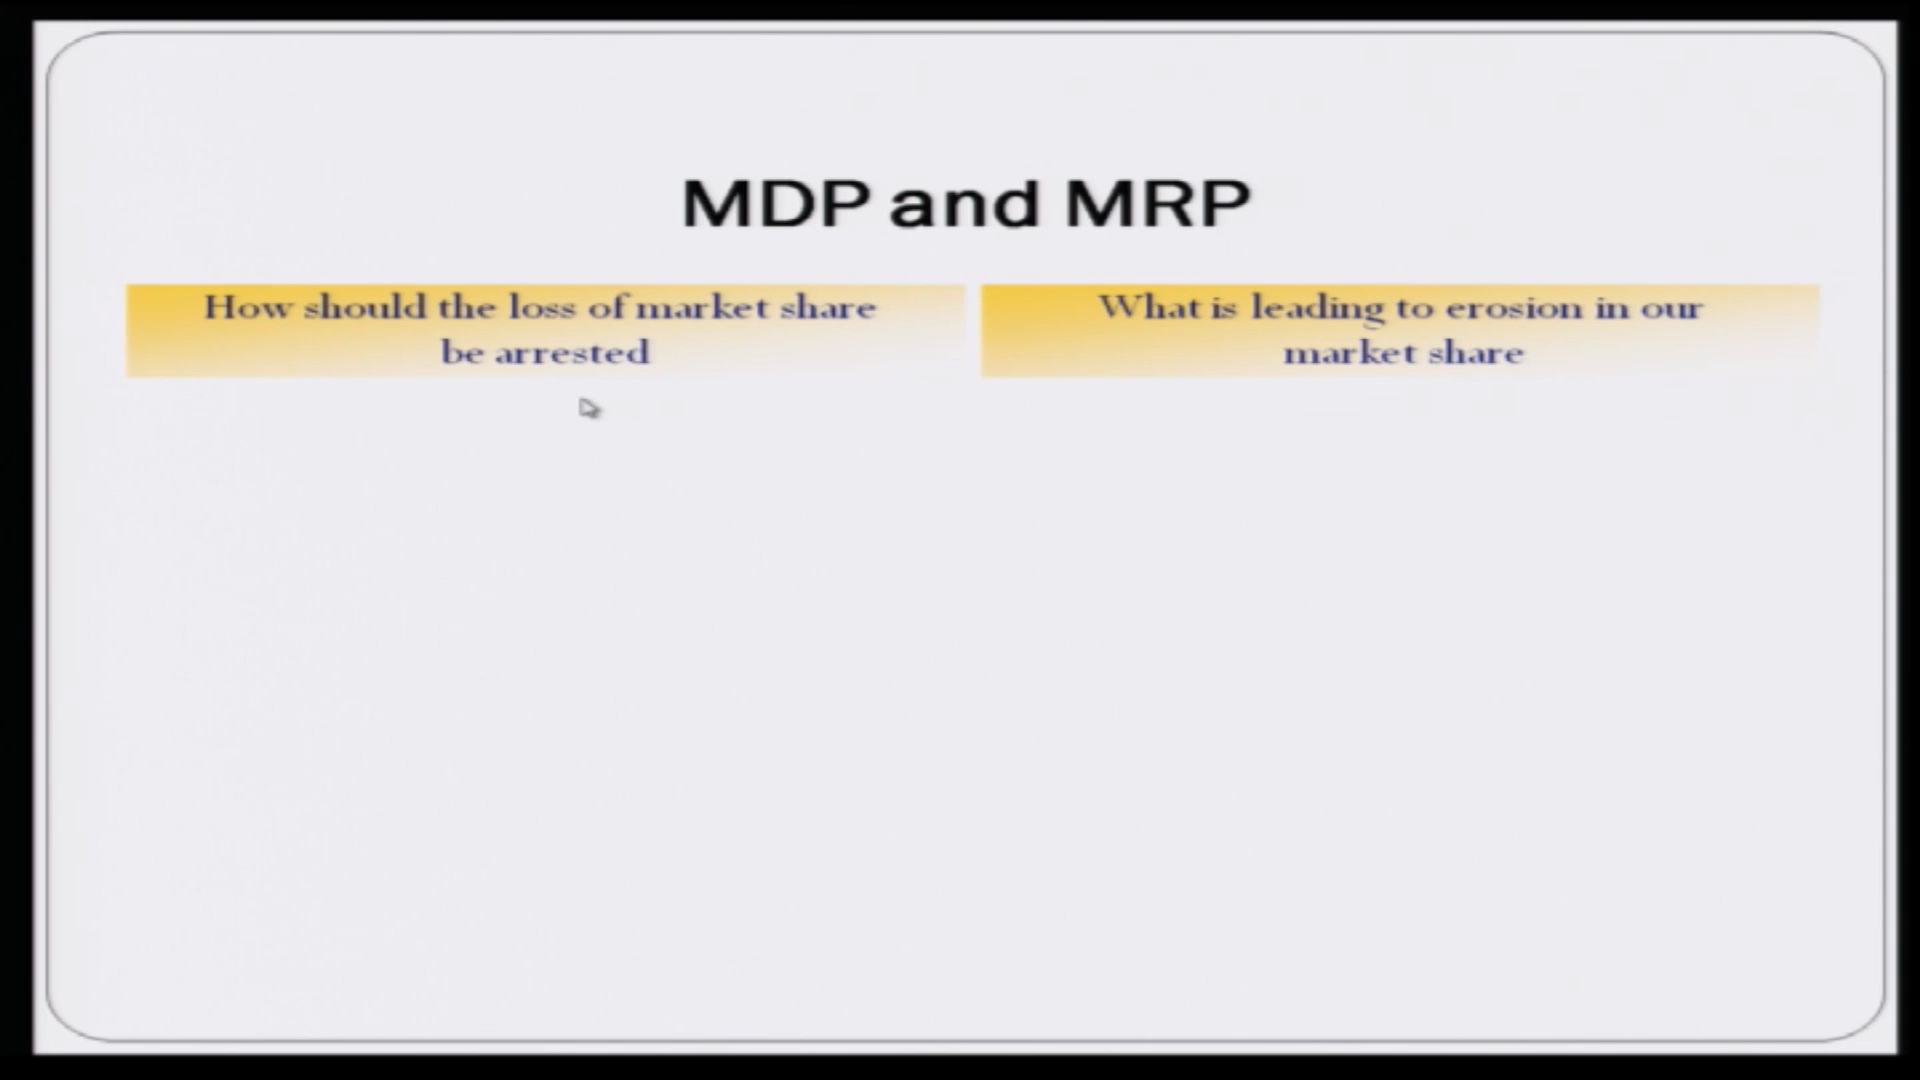 MDP and MRP
How should the loss of market share
be arrested
What is leading to erosion in our
market share